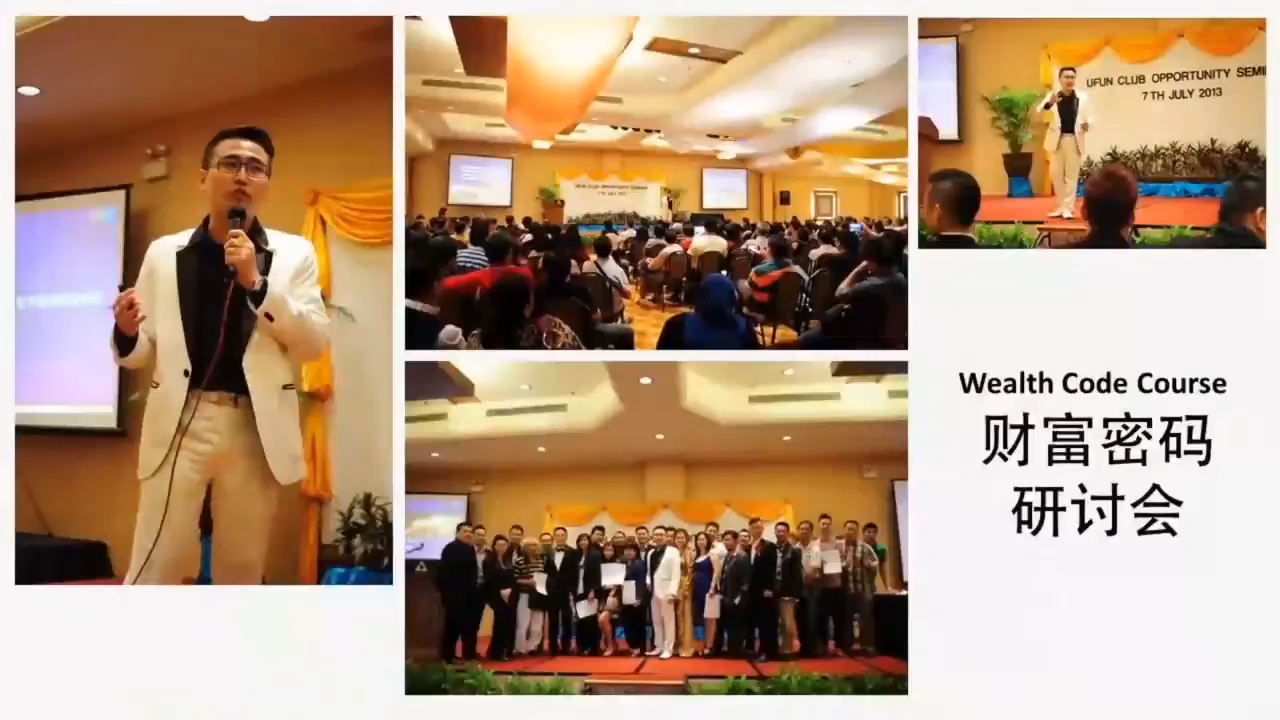 UFUN CLUB OPPORTUNITY SEMI
7TH JULY 2013
Wealth Code Course
财富密码
研讨会